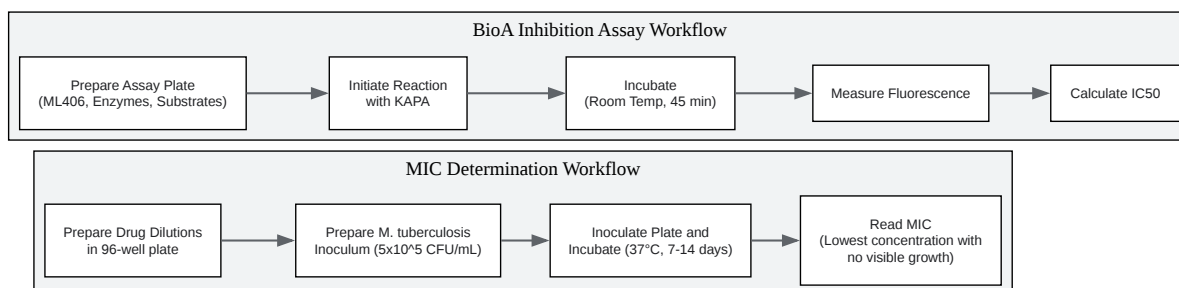 BioA Inhibition Assay Workflow
Prepare Assay Plate
(ML406, Enzymes, Substrates)
Initiate Reaction
with KAPA
Incubate
(Room Temp, 45 min)
Measure Fluorescence
Calculate IC50
MIC Determination Workflow
Prepare Drug Dilutions
in 96-well plate
Prepare M. tuberculosis
Inoculum (5x10^5 CFU/mL)
Inoculate Plate and
Incubate (37°C, 7-14 days)
Read MIC
(Lowest concentration with
no visible growth)